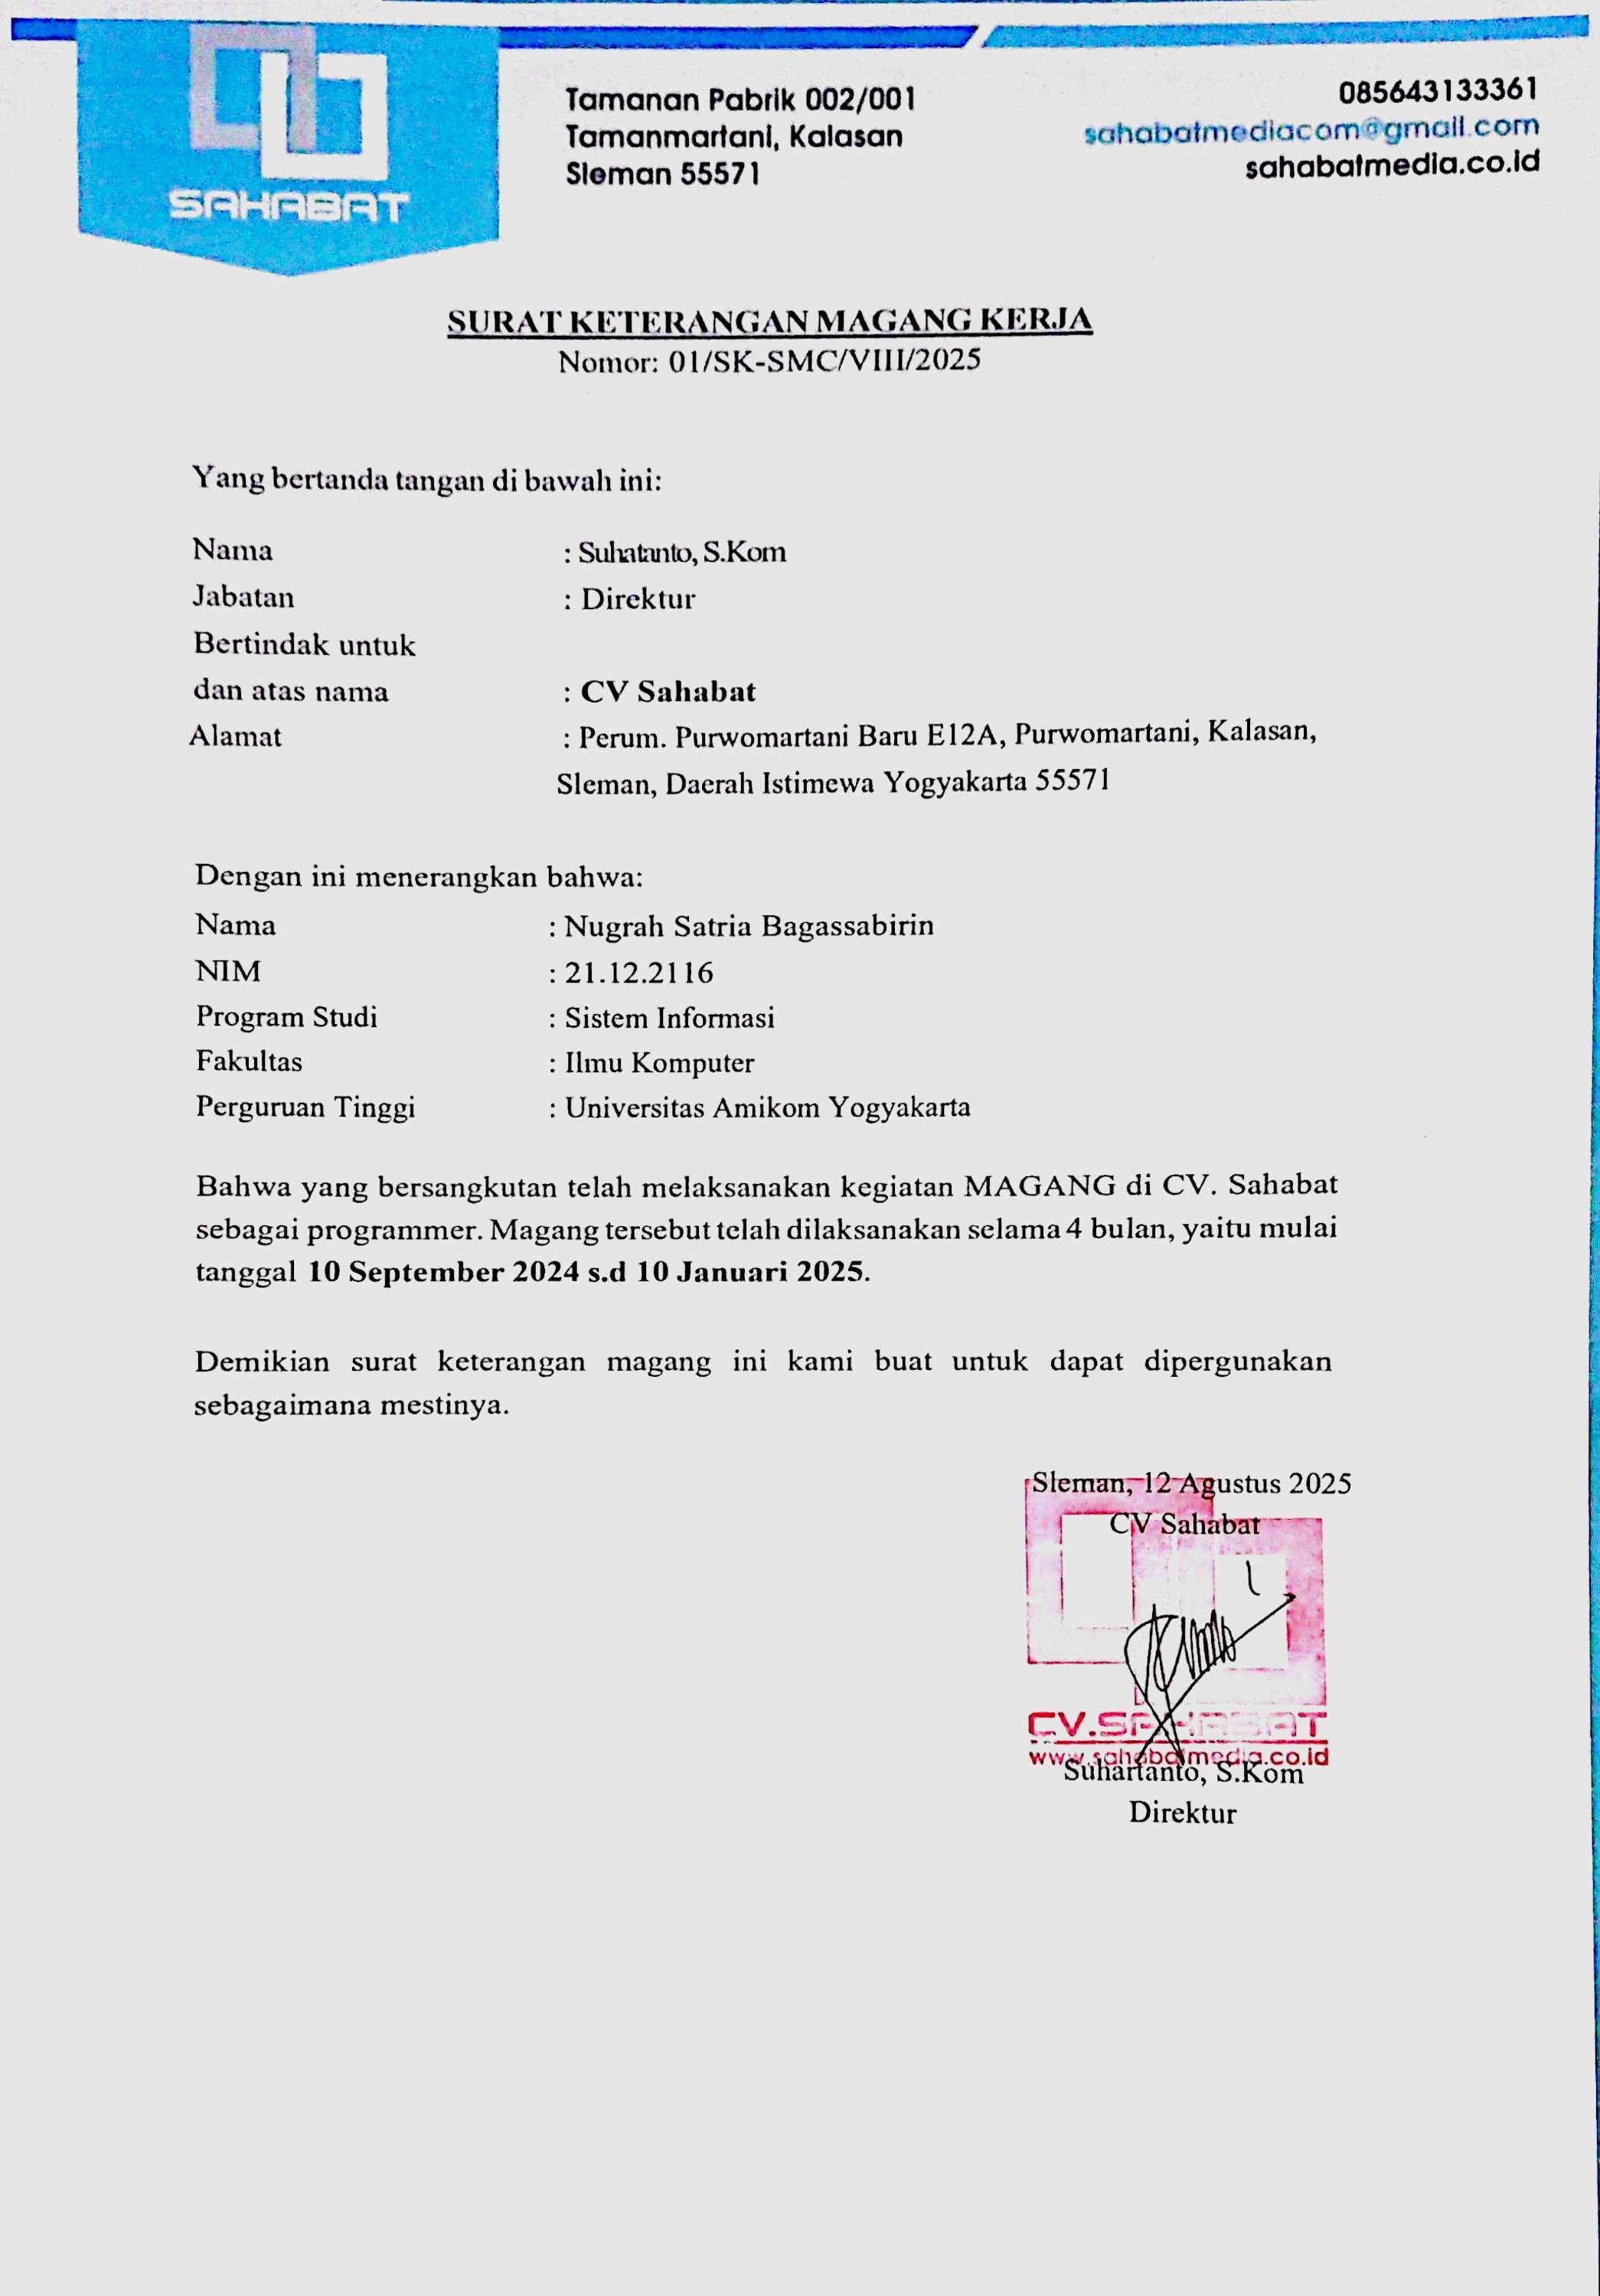 SAHABAT
Tamanan Pabrik 002/001
Tamanmartani, Kalasan
Sleman 55571
085643133361
sahabatmediacom@gmail.com
sahabatmedia.co.id
SURAT KETERANGAN MAGANG KERJA
Nomor: 01/SK-SMC/VIII/2025
Yang bertanda tangan di bawah ini:
Nama : Suhatanto, S.Kom
Jabatan : Direktur
Bertindak untuk
dan atas nama : CV Sahabat
Alamat : Perum. Purwomartani Baru E12A, Purwomartani, Kalasan,
Sleman, Daerah Istimewa Yogyakarta 55571
Dengan ini menerangkan bahwa:
Nama : Nugrah Satria Bagassabirin
NIM : 21.12.2116
Program Studi : Sistem Informasi
Fakultas : Ilmu Komputer
Perguruan Tinggi : Universitas Amikom Yogyakarta
Bahwa yang bersangkutan telah melaksanakan kegiatan MAGANG di CV. Sahabat
sebagai programmer. Magang tersebut telah dilaksanakan selama 4 bulan, yaitu mulai
tanggal 10 September 2024 s.d 10 Januari 2025.
Demikian surat keterangan magang ini kami buat untuk dapat dipergunakan
sebagaimana mestinya.
Sleman, 12 Agustus 2025
CV Sahabat
CV.SAHABAT
www.sahabatmedia.co.id
Suhartanto, S.Kom
Direktur